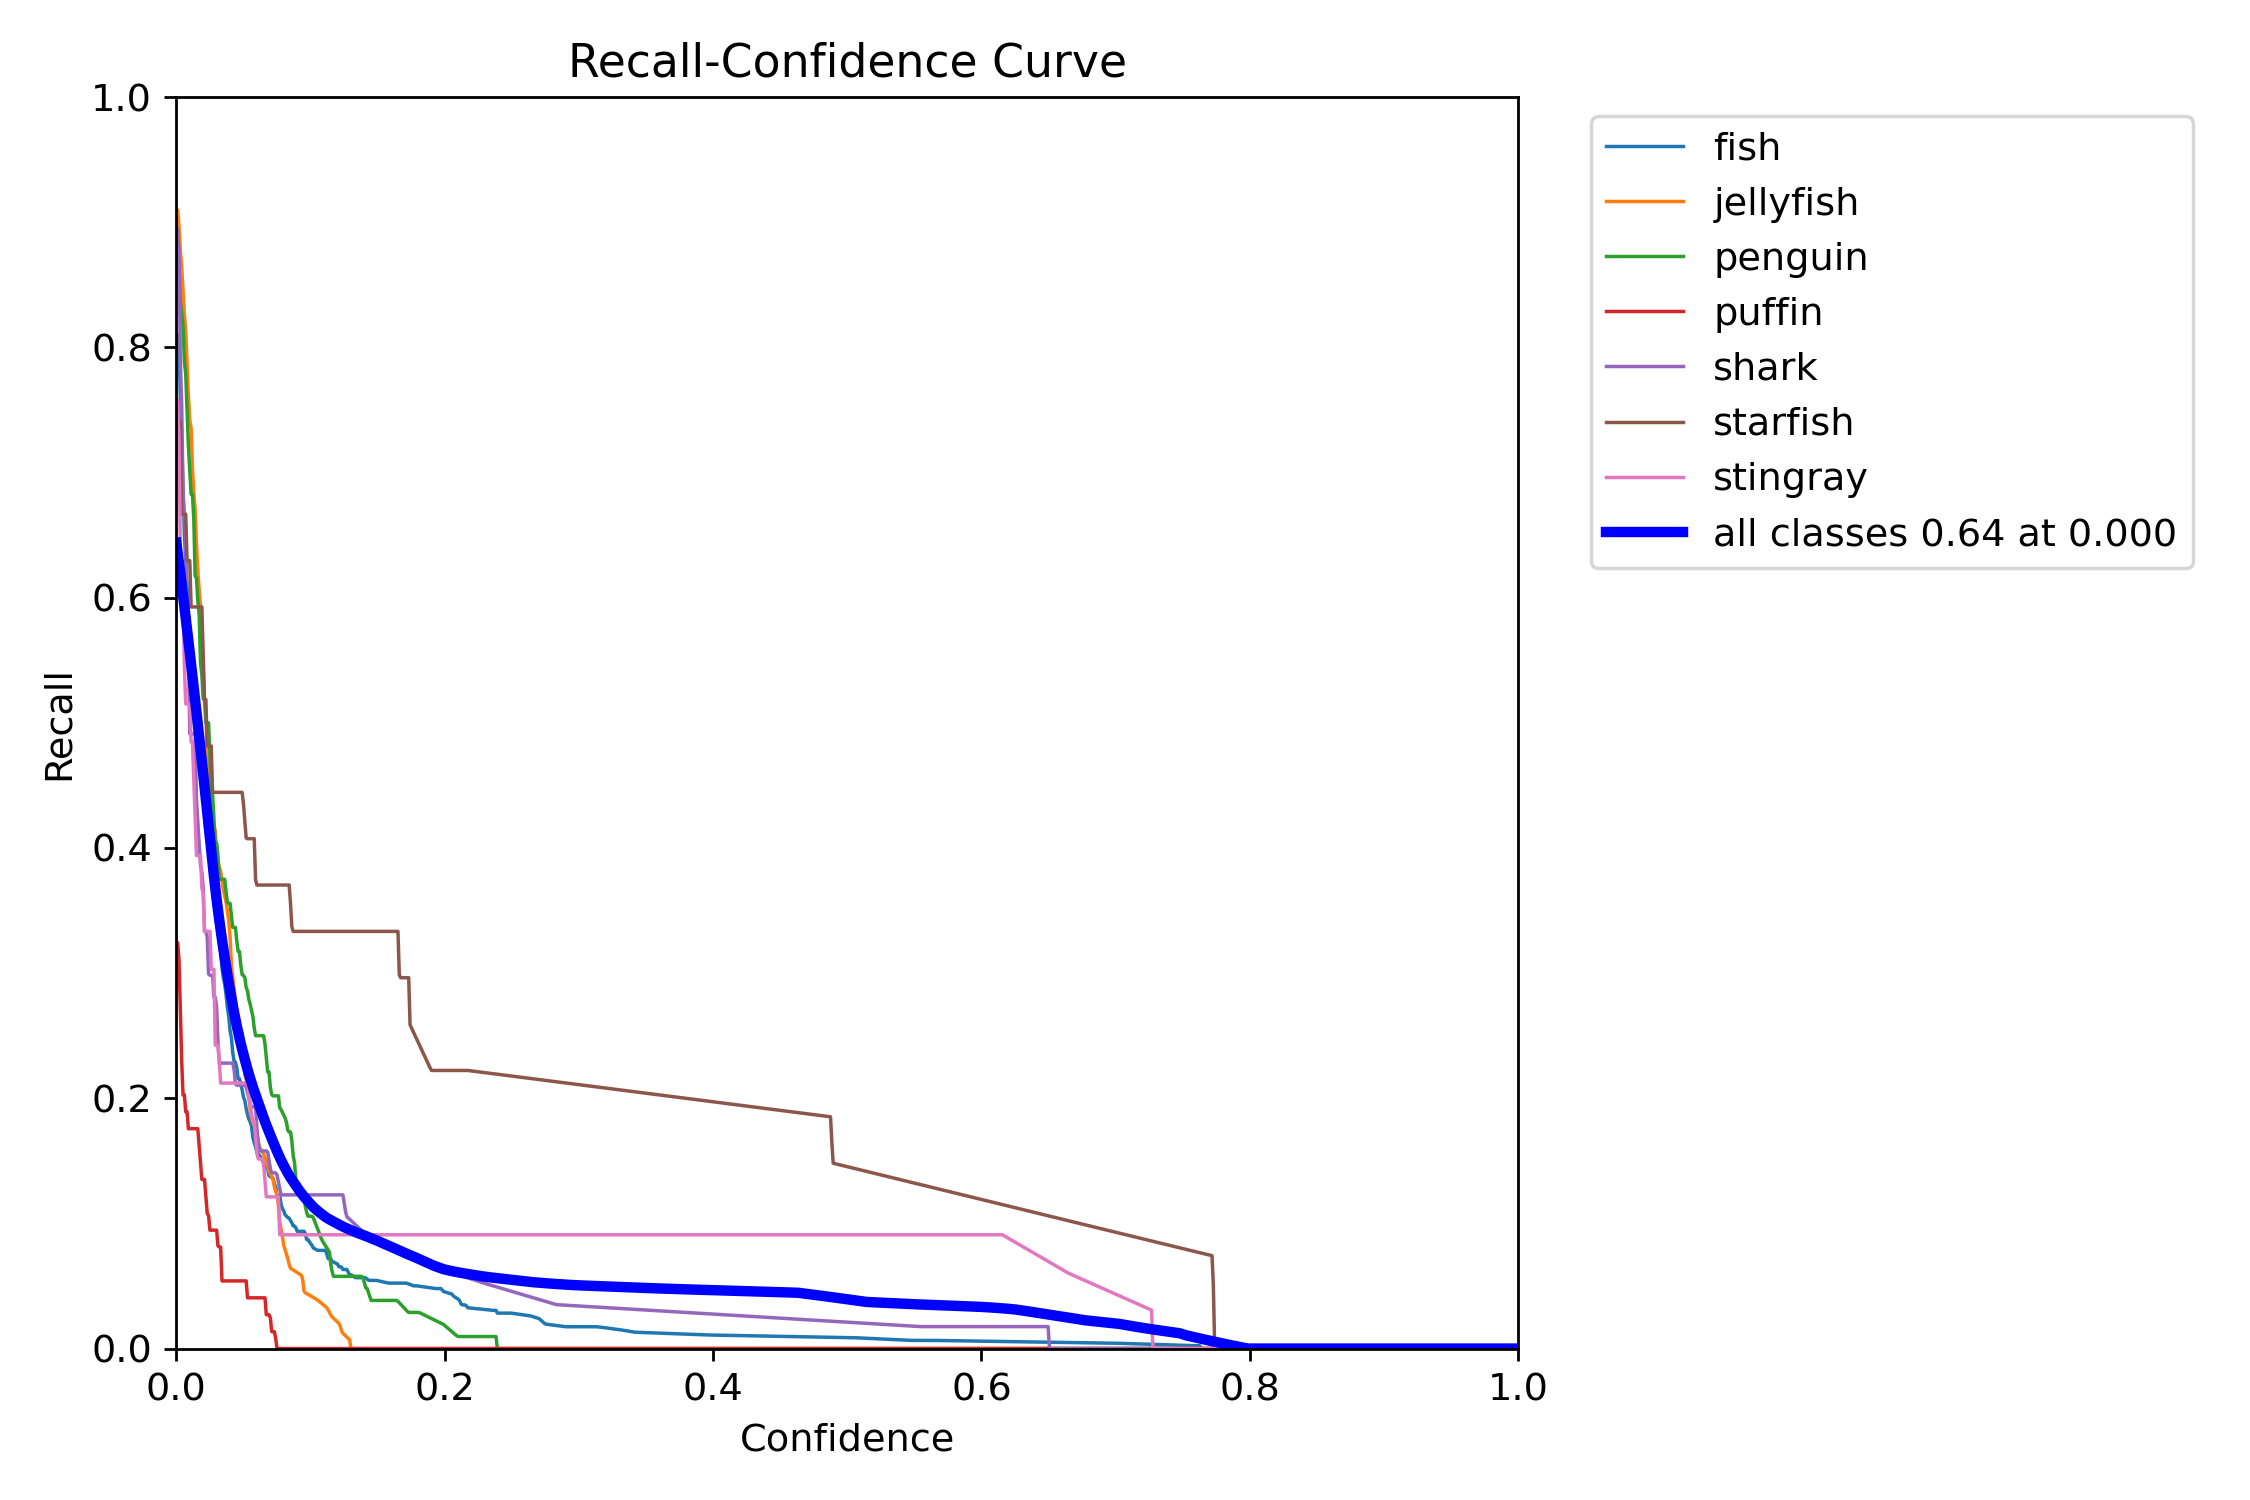 Recall-Confidence Curve
1.0
0.8
0.6
0.4
0.2
0.0
Recall
0.0 0.2 0.4 0.6 0.8 1.0
Confidence
fish
jellyfish
penguin
puffin
shark
starfish
stingray
all classes 0.64 at 0.000